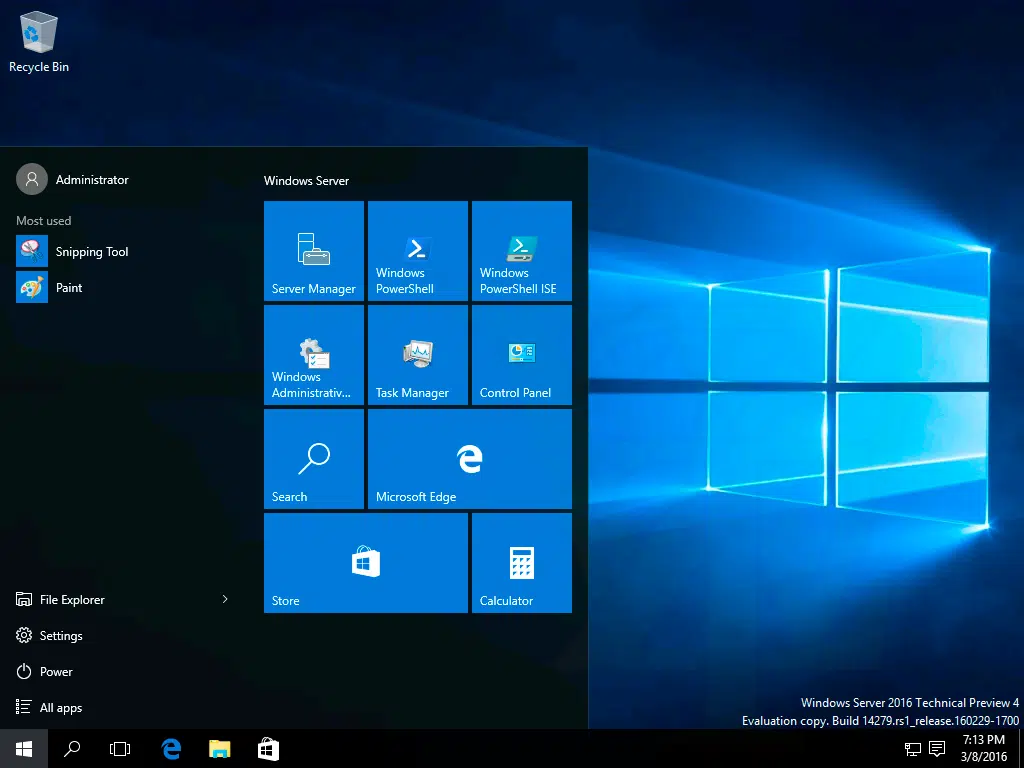 Recycle Bin
Administrator
Most used
Snipping Tool
Paint
File Explorer
Settings
Power
All apps
Windows Server
Server Manager
Windows
PowerShell
Windows
PowerShell ISE
Windows
Administrativ...
Task Manager
Control Panel
Search
Microsoft Edge
Store
Calculator
Windows Server 2016 Technical Preview 4
Evaluation copy. Build 14279.rs1_release.160229-1700
7:13 PM
3/8/2016